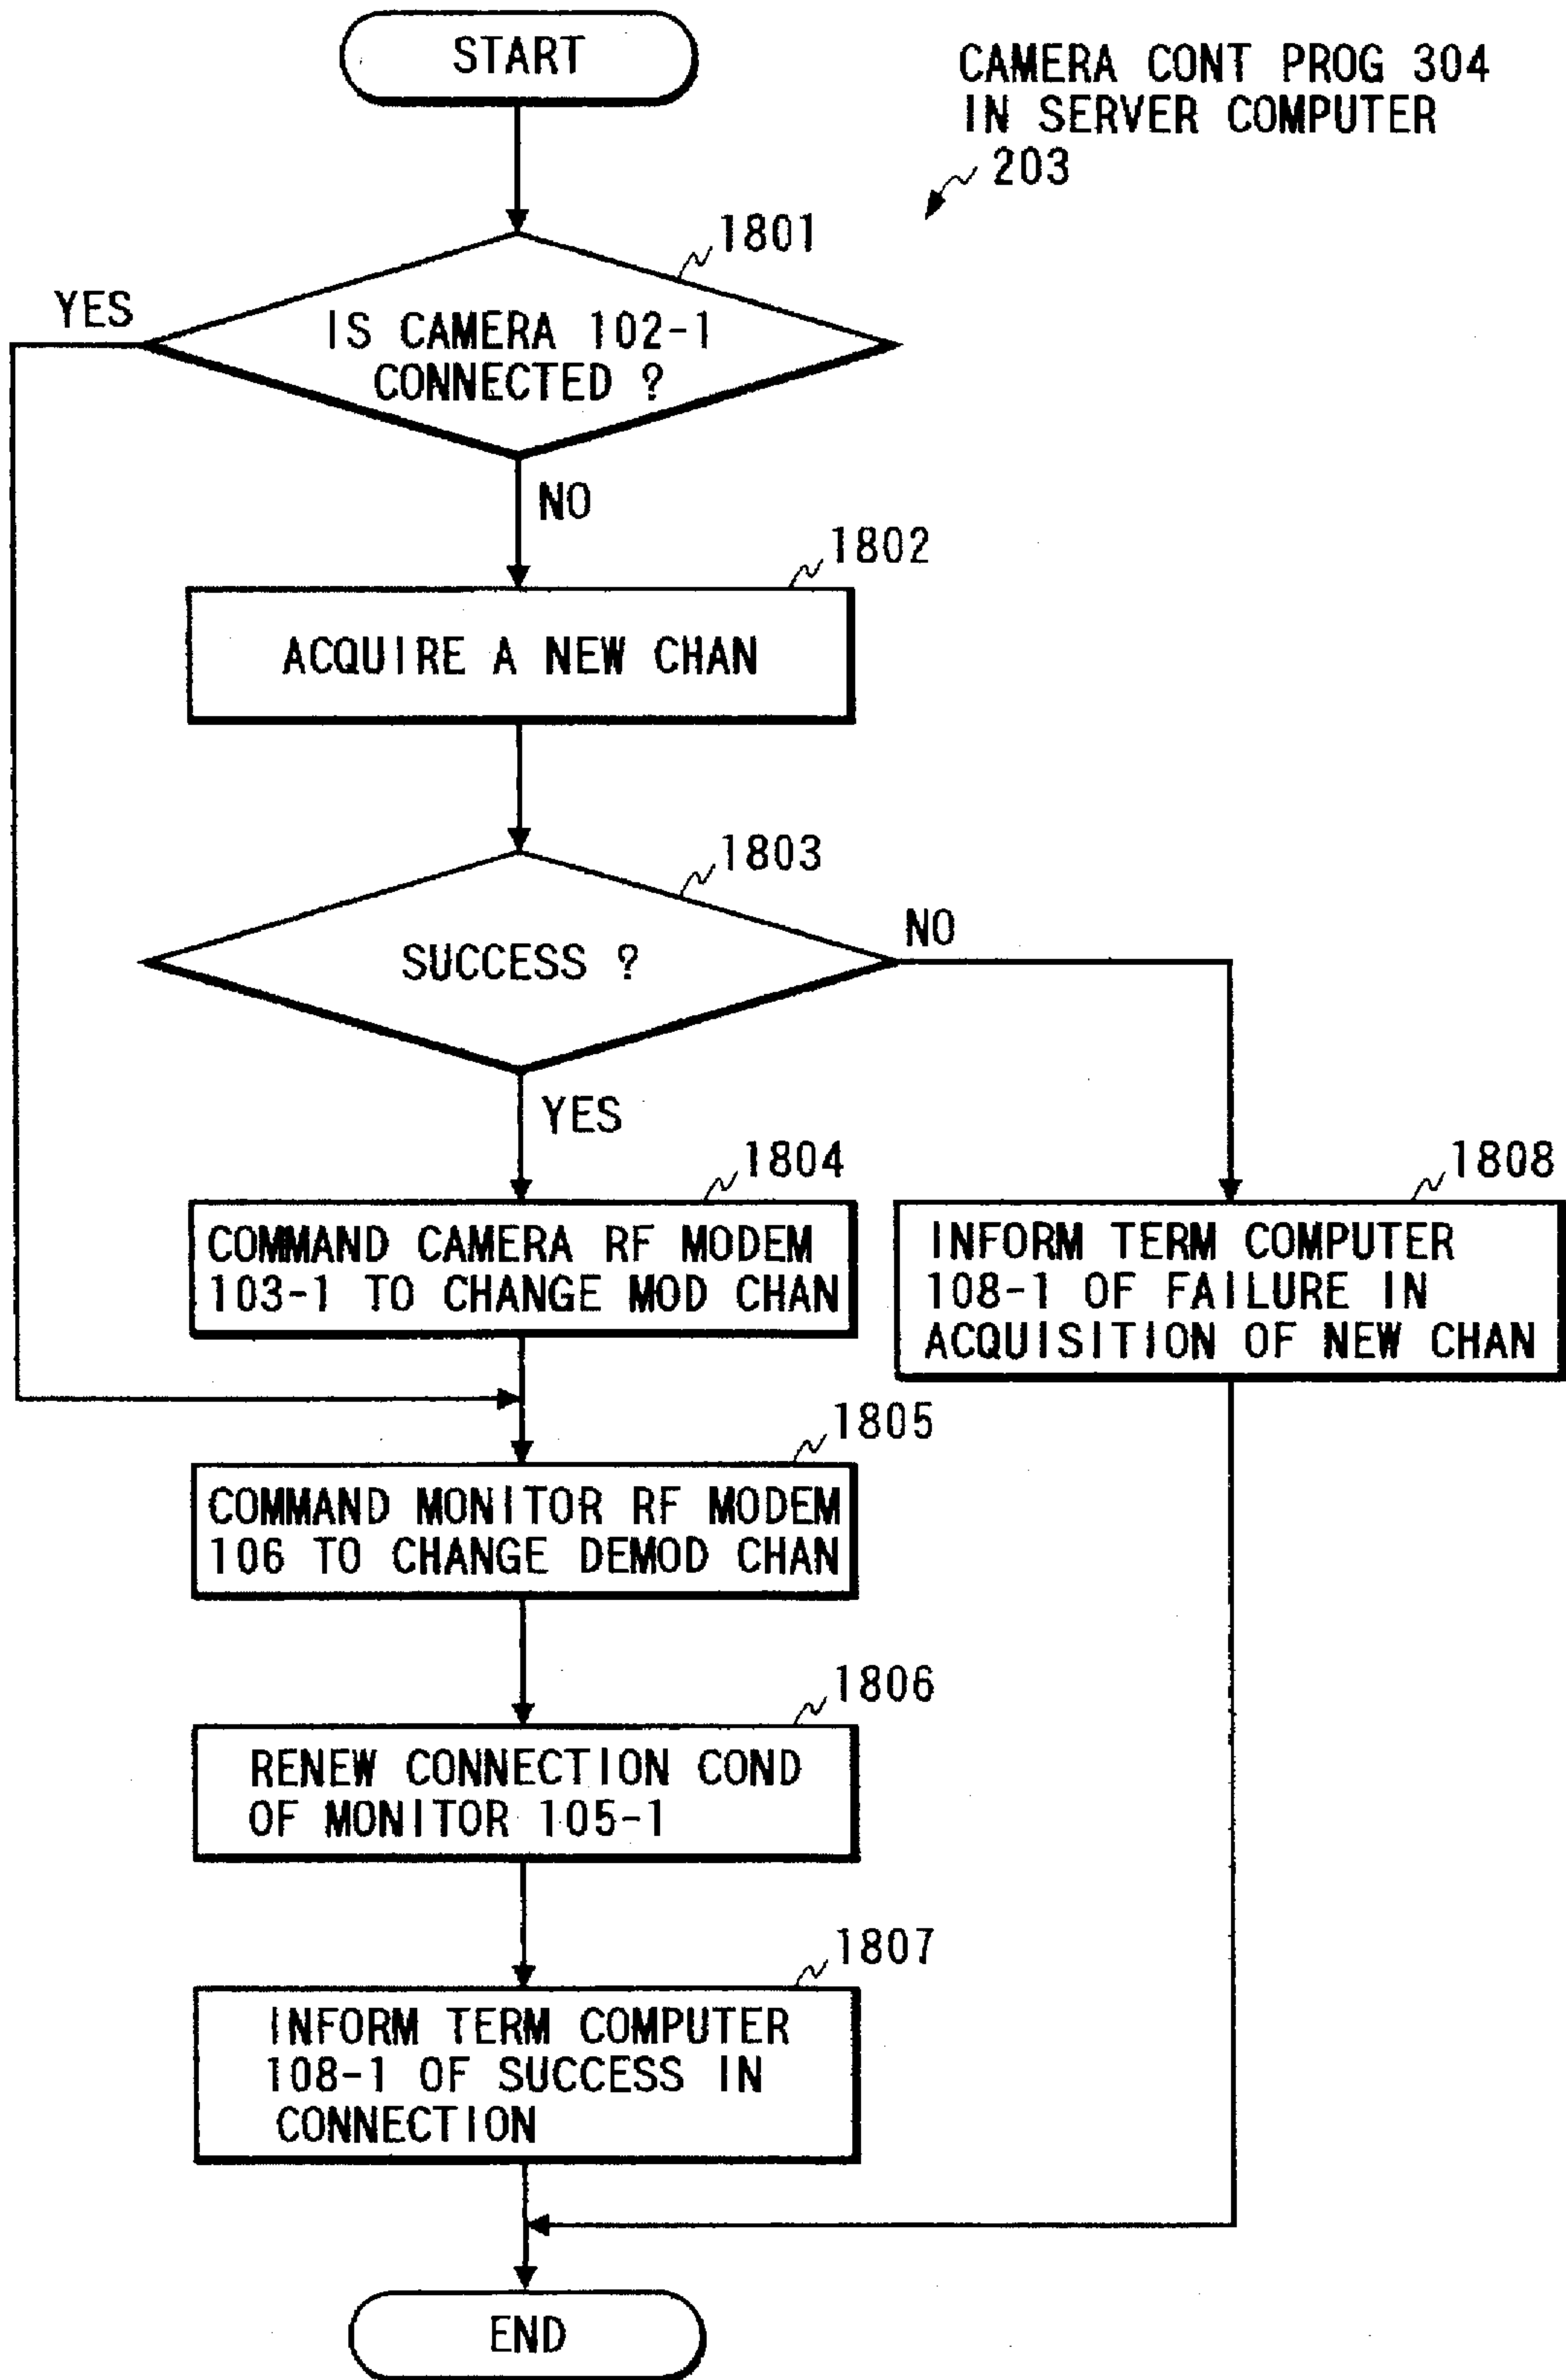 START
CAMERA CONT PROG 304
IN SERVER COMPUTER
203
1801
YES
IS CAMERA 102-1
CONNECTED ?
NO
1802
ACQUIRE A NEW CHAN
1803
SUCCESS ?
NO
YES
1804
COMMAND CAMERA RF MODEM
103-1 TO CHANGE MOD CHAN
1808
INFORM TERM COMPUTER
108-1 OF FAILURE IN
ACQUISITION OF NEW CHAN
1805
COMMAND MONITOR RF MODEM
106 TO CHANGE DEMOD CHAN
1806
RENEW CONNECTION COND
OF MONITOR 105-1
1807
INFORM TERM COMPUTER
108-1 OF SUCCESS IN
CONNECTION
END